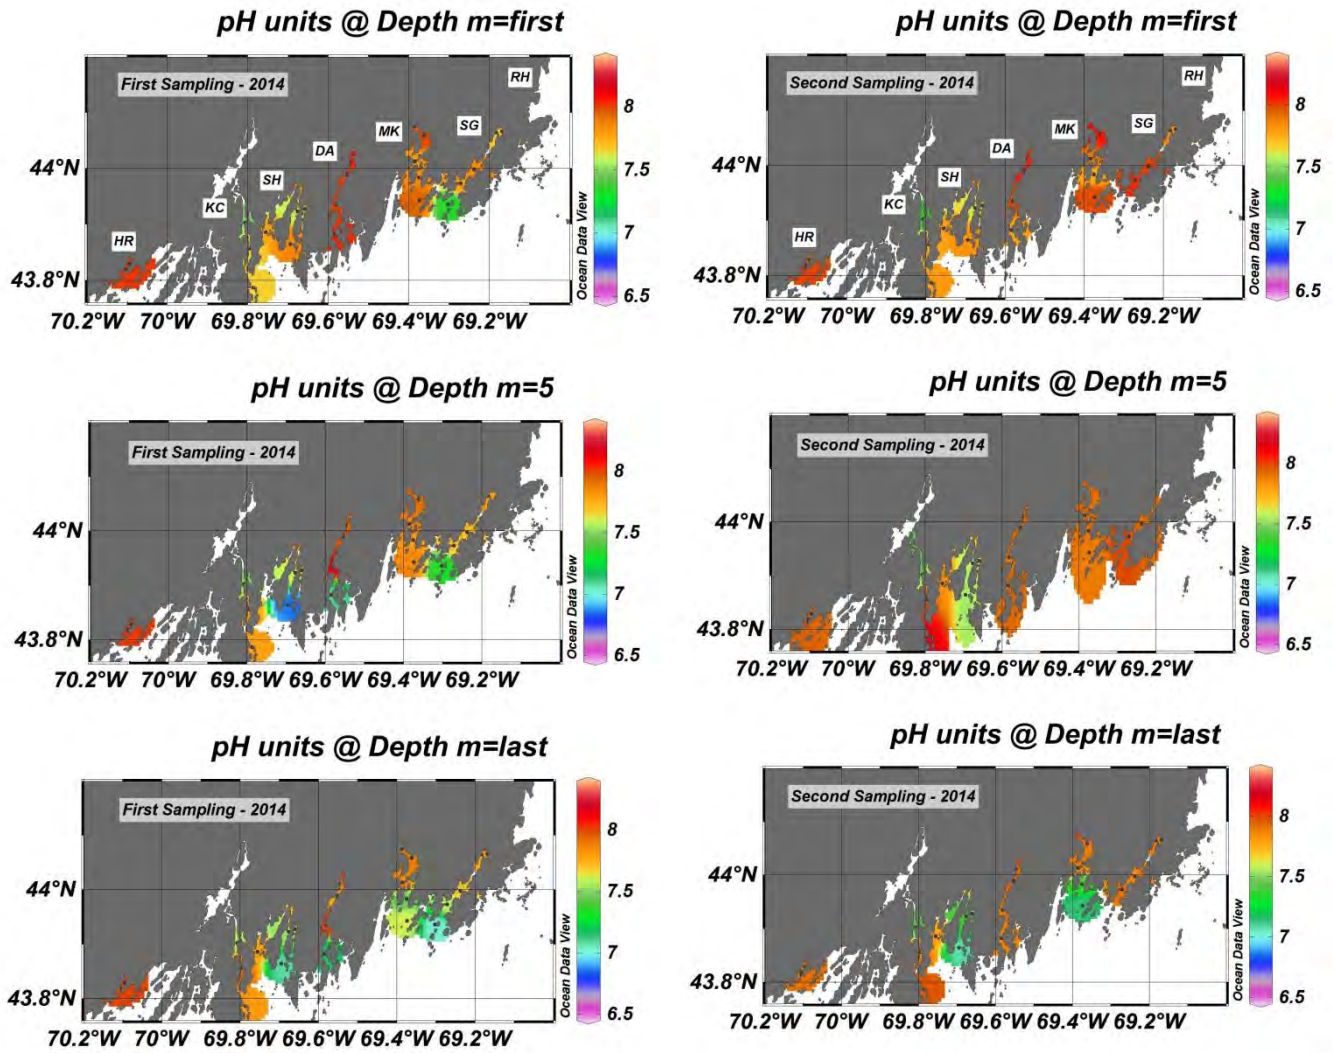 pH units @ Depth m=first
First Sampling - 2014
RH
SG
MK
DA
SH
KC
HR
44°N
43.8°N
70.2°W 70°W 69.8°W 69.6°W 69.4°W 69.2°W
8
7.5
7
6.5
Ocean Data View
pH units @ Depth m=first
Second Sampling - 2014
RH
SG
MK
DA
SH
KC
HR
44°N
43.8°N
70.2°W 70°W 69.8°W 69.6°W 69.4°W 69.2°W
8
7.5
7
6.5
Ocean Data View
pH units @ Depth m=5
First Sampling - 2014
44°N
43.8°N
70.2°W 70°W 69.8°W 69.6°W 69.4°W 69.2°W
8
7.5
7
6.5
Ocean Data View
pH units @ Depth m=5
Second Sampling - 2014
44°N
43.8°N
70.2°W 70°W 69.8°W 69.6°W 69.4°W 69.2°W
8
7.5
7
6.5
Ocean Data View
pH units @ Depth m=last
First Sampling - 2014
44°N
43.8°N
70.2°W 70°W 69.8°W 69.6°W 69.4°W 69.2°W
8
7.5
7
6.5
Ocean Data View
pH units @ Depth m=last
Second Sampling - 2014
44°N
43.8°N
70.2°W 70°W 69.8°W 69.6°W 69.4°W 69.2°W
8
7.5
7
6.5
Ocean Data View